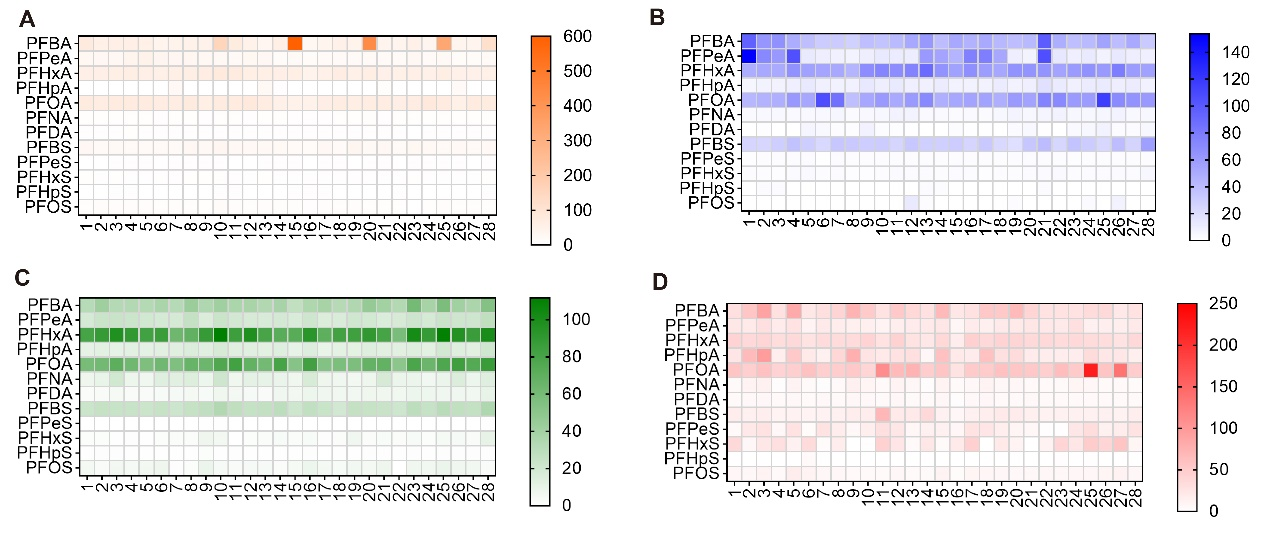 A
PFBA
PFPeA
PFHxA
PFHpA
PFOA
PFNA
PFDA
PFBS
PFPeS
PFHxS
PFHpS
PFOS
1 2 3 4 5 6 7 8 9 10 11 12 13 14 15 16 17 18 19 20 21 22 23 24 25 26 27 28
600
500
400
300
200
100
0
B
PFBA
PFPeA
PFHxA
PFHpA
PFOA
PFNA
PFDA
PFBS
PFPeS
PFHxS
PFHpS
PFOS
1 2 3 4 5 6 7 8 9 10 11 12 13 14 15 16 17 18 19 20 21 22 23 24 25 26 27 28
140
120
100
80
60
40
20
0
C
PFBA
PFPeA
PFHxA
PFHpA
PFOA
PFNA
PFDA
PFBS
PFPeS
PFHxS
PFHpS
PFOS
1 2 3 4 5 6 7 8 9 10 11 12 13 14 15 16 17 18 19 20 21 22 23 24 25 26 27 28
100
80
60
40
20
0
D
PFBA
PFPeA
PFHxA
PFHpA
PFOA
PFNA
PFDA
PFBS
PFPeS
PFHxS
PFHpS
PFOS
1 2 3 4 5 6 7 8 9 10 11 12 13 14 15 16 17 18 19 20 21 22 23 24 25 26 27 28
250
200
150
100
50
0